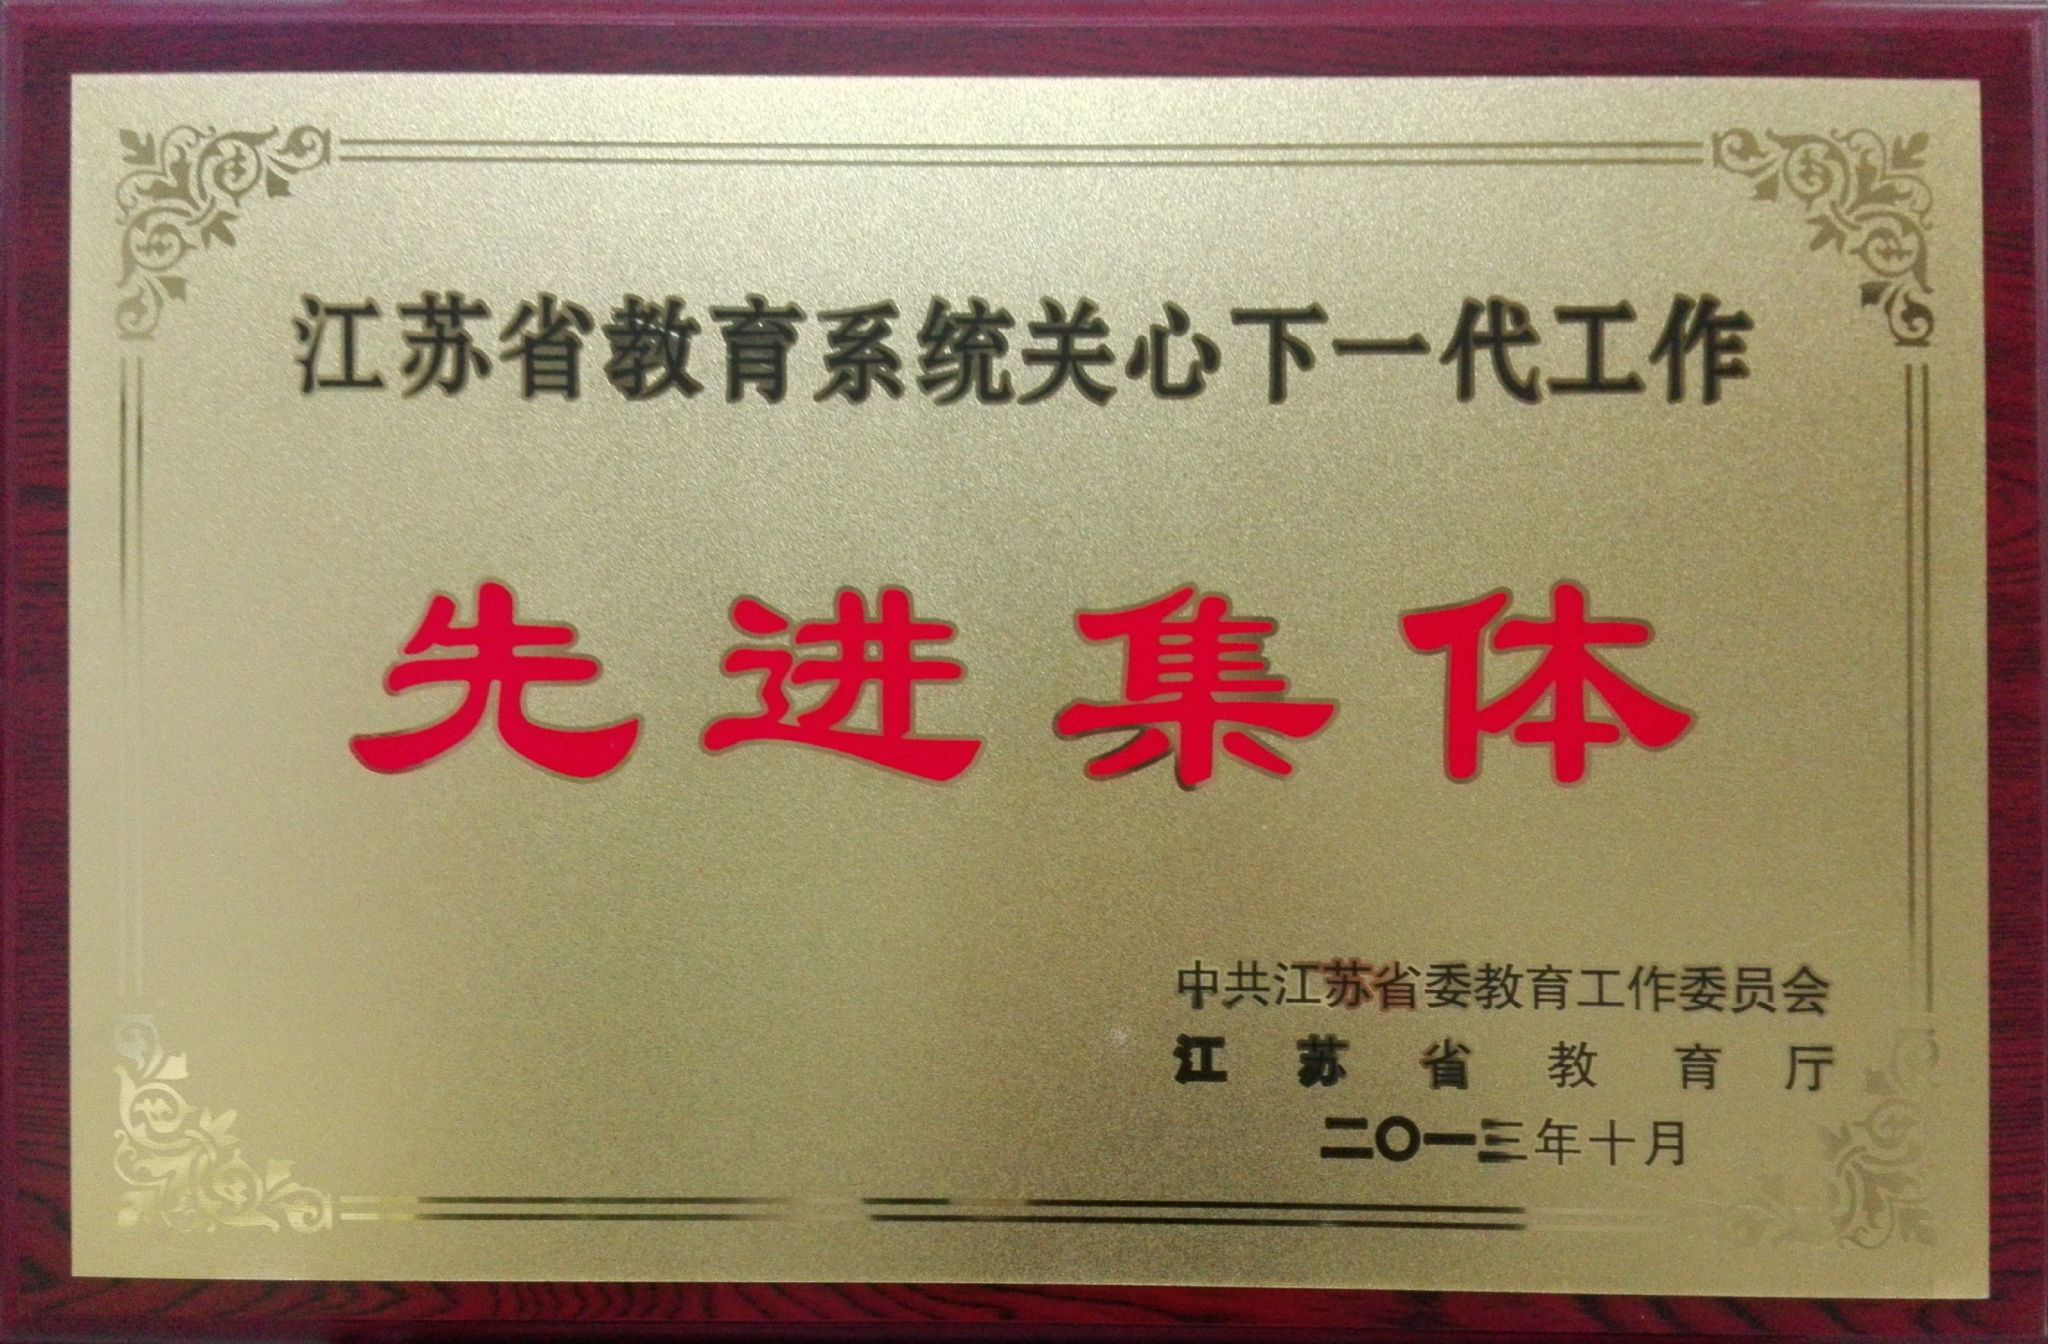 江苏省教育系统关心下一代工作
先进集体
中共江苏省委教育工作委员会
江苏省教育厅
二〇一三年十月